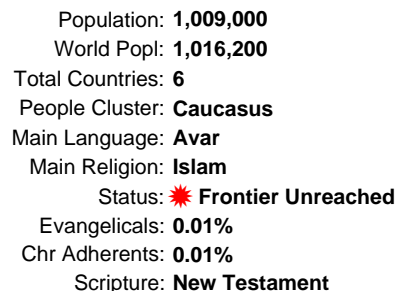 Population: 1,009,000
World Popl: 1,016,200
Total Countries: 6
People Cluster: Caucasus
Main Language: Avar
Main Religion: Islam
Status: Frontier Unreached
Evangelicals: 0.01%
Chr Adherents: 0.01%
Scripture: New Testament